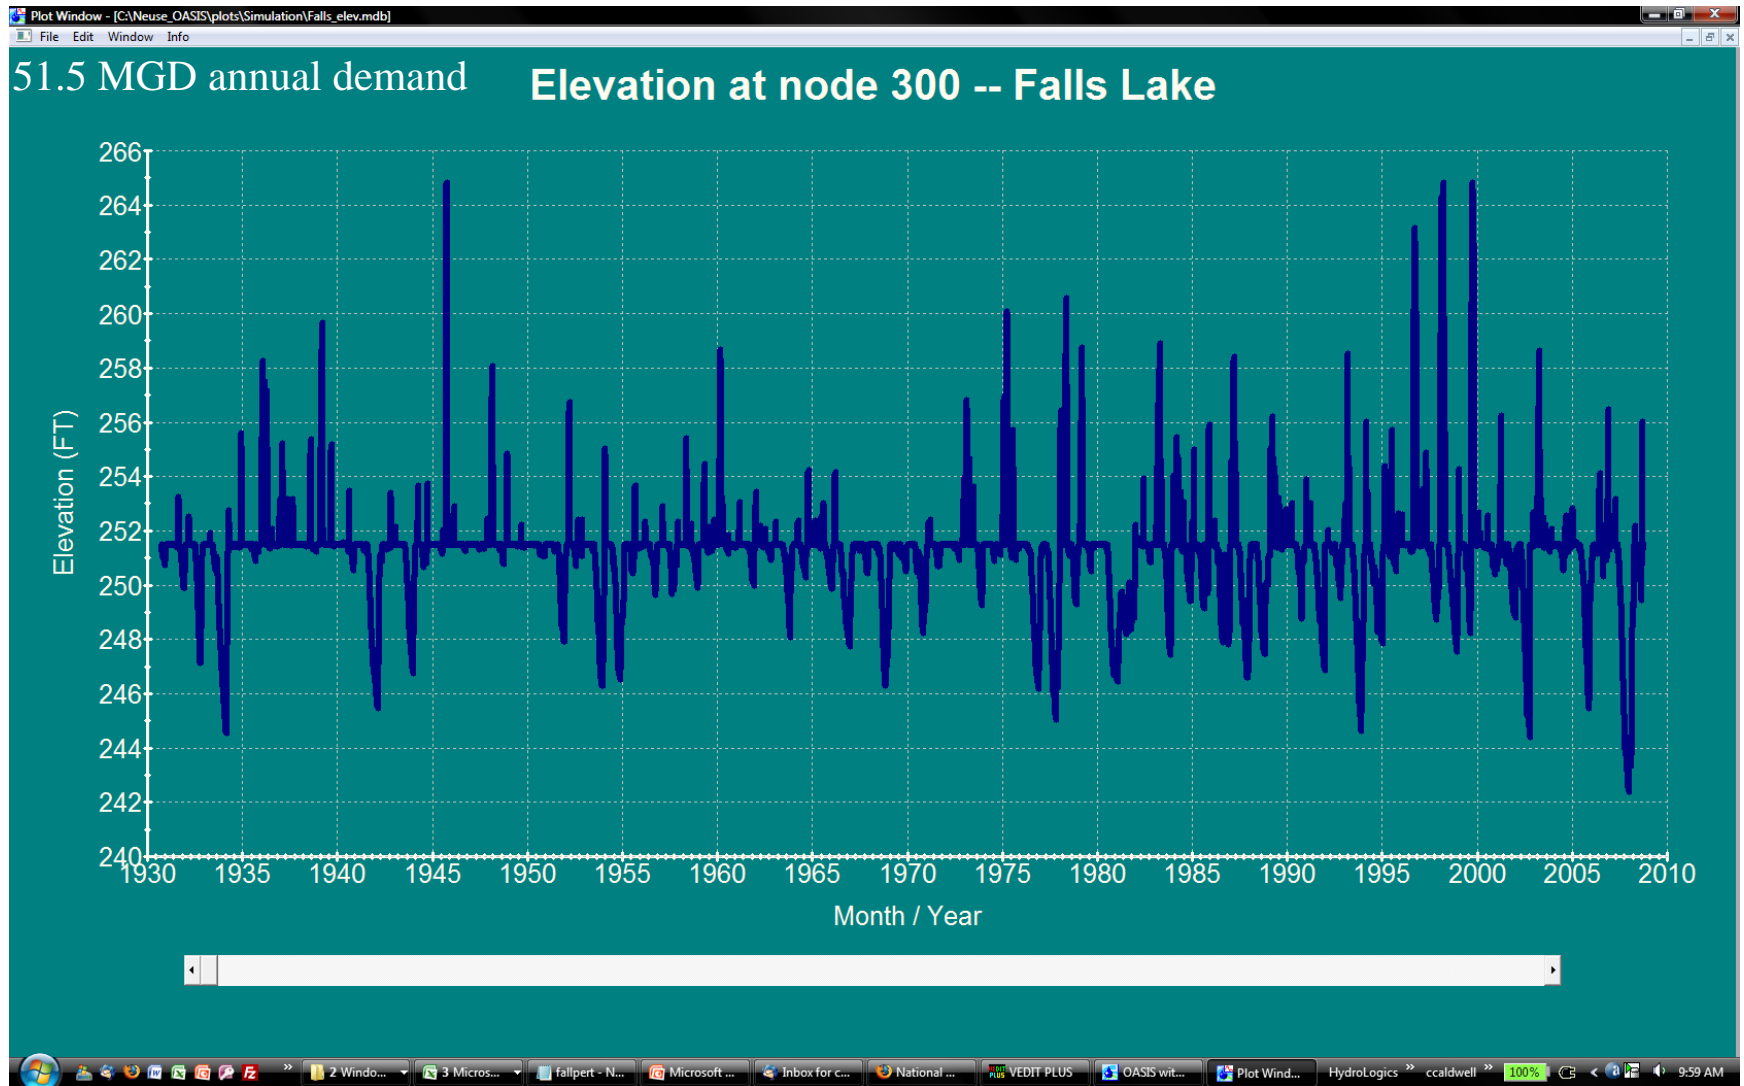 Plot Window - [C:\Neuse_OASIS\plots\Simulation\Falls_elev.mdb]
File Edit Window Info
51.5 MGD annual demand
Elevation at node 300 -- Falls Lake
266
264
262
260
258
256
254
252
250
248
246
244
242
240
Elevation (FT)
1930 1935 1940 1945 1950 1955 1960 1965 1970 1975 1980 1985 1990 1995 2000 2005 2010
Month / Year
2 Windo... 3 Micros... fallpert - N... Microsoft ... Inbox for c... National ... VEDIT PLUS OASIS wit... Plot Wind... HydroLogics » ccaldwell » 100% 9:59 AM